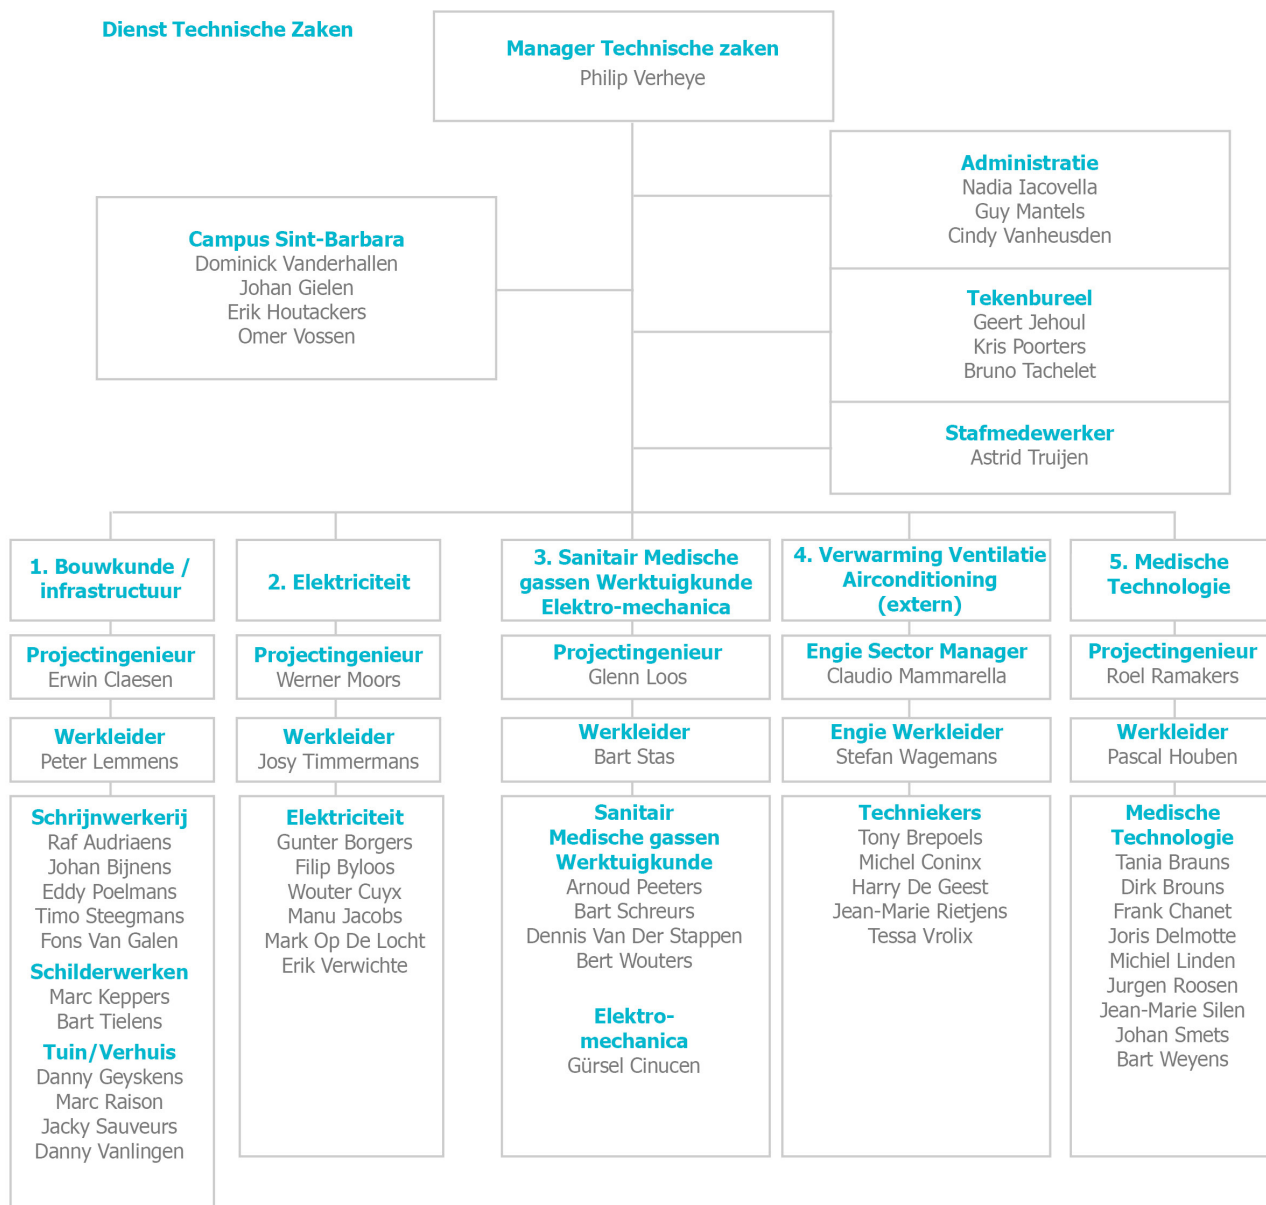 Dienst Technische Zaken
Manager Technische zaken
Philip Verheye
Administratie
Nadia Iacovella
Guy Mantels
Cindy Vanheusden
Campus Sint-Barbara
Dominick Vanderhallen
Johan Gielen
Erik Houtackers
Omer Vossen
Tekenbureel
Geert Jehoul
Kris Poorters
Bruno Tachelet
Stafmedewerker
Astrid Truijen
1. Bouwkunde /
infrastructuur
Projectingenieur
Erwin Claesen
Werkleider
Peter Lemmens
Schrijnwerkerij
Raf Audriaens
Johan Bijnens
Eddy Poelmans
Timo Steegmans
Fons Van Galen
Schilderwerken
Marc Keppers
Bart Tielens
Tuin/Verhuis
Danny Geyskens
Marc Raison
Jacky Sauveurs
Danny Vanlingen
2. Elektriciteit
Projectingenieur
Werner Moors
Werkleider
Josy Timmermans
Elektriciteit
Gunter Borgers
Filip Byloos
Wouter Cuyx
Manu Jacobs
Mark Op De Locht
Erik Verwichte
3. Sanitair Medische
gassen Werktuigkunde
Elektro-mechanica
Projectingenieur
Glenn Loos
Werkleider
Bart Stas
Sanitair
Medische gassen
Werktuigkunde
Arnoud Peeters
Bart Schreurs
Dennis Van Der Stappen
Bert Wouters
Elektro-
mechanica
Gürsel Cinucen
4. Verwarming Ventilatie
Airconditioning
(extern)
Engie Sector Manager
Claudio Mammarella
Engie Werkleider
Stefan Wagemans
Techniekers
Tony Brepoels
Michel Coninx
Harry De Geest
Jean-Marie Rietjens
Tessa Vrolix
5. Medische
Technologie
Projectingenieur
Roel Ramakers
Werkleider
Pascal Houben
Medische
Technologie
Tania Brauns
Dirk Brouns
Frank Chanet
Joris Delmotte
Michiel Linden
Jurgen Roosen
Jean-Marie Silen
Johan Smets
Bart Weyens